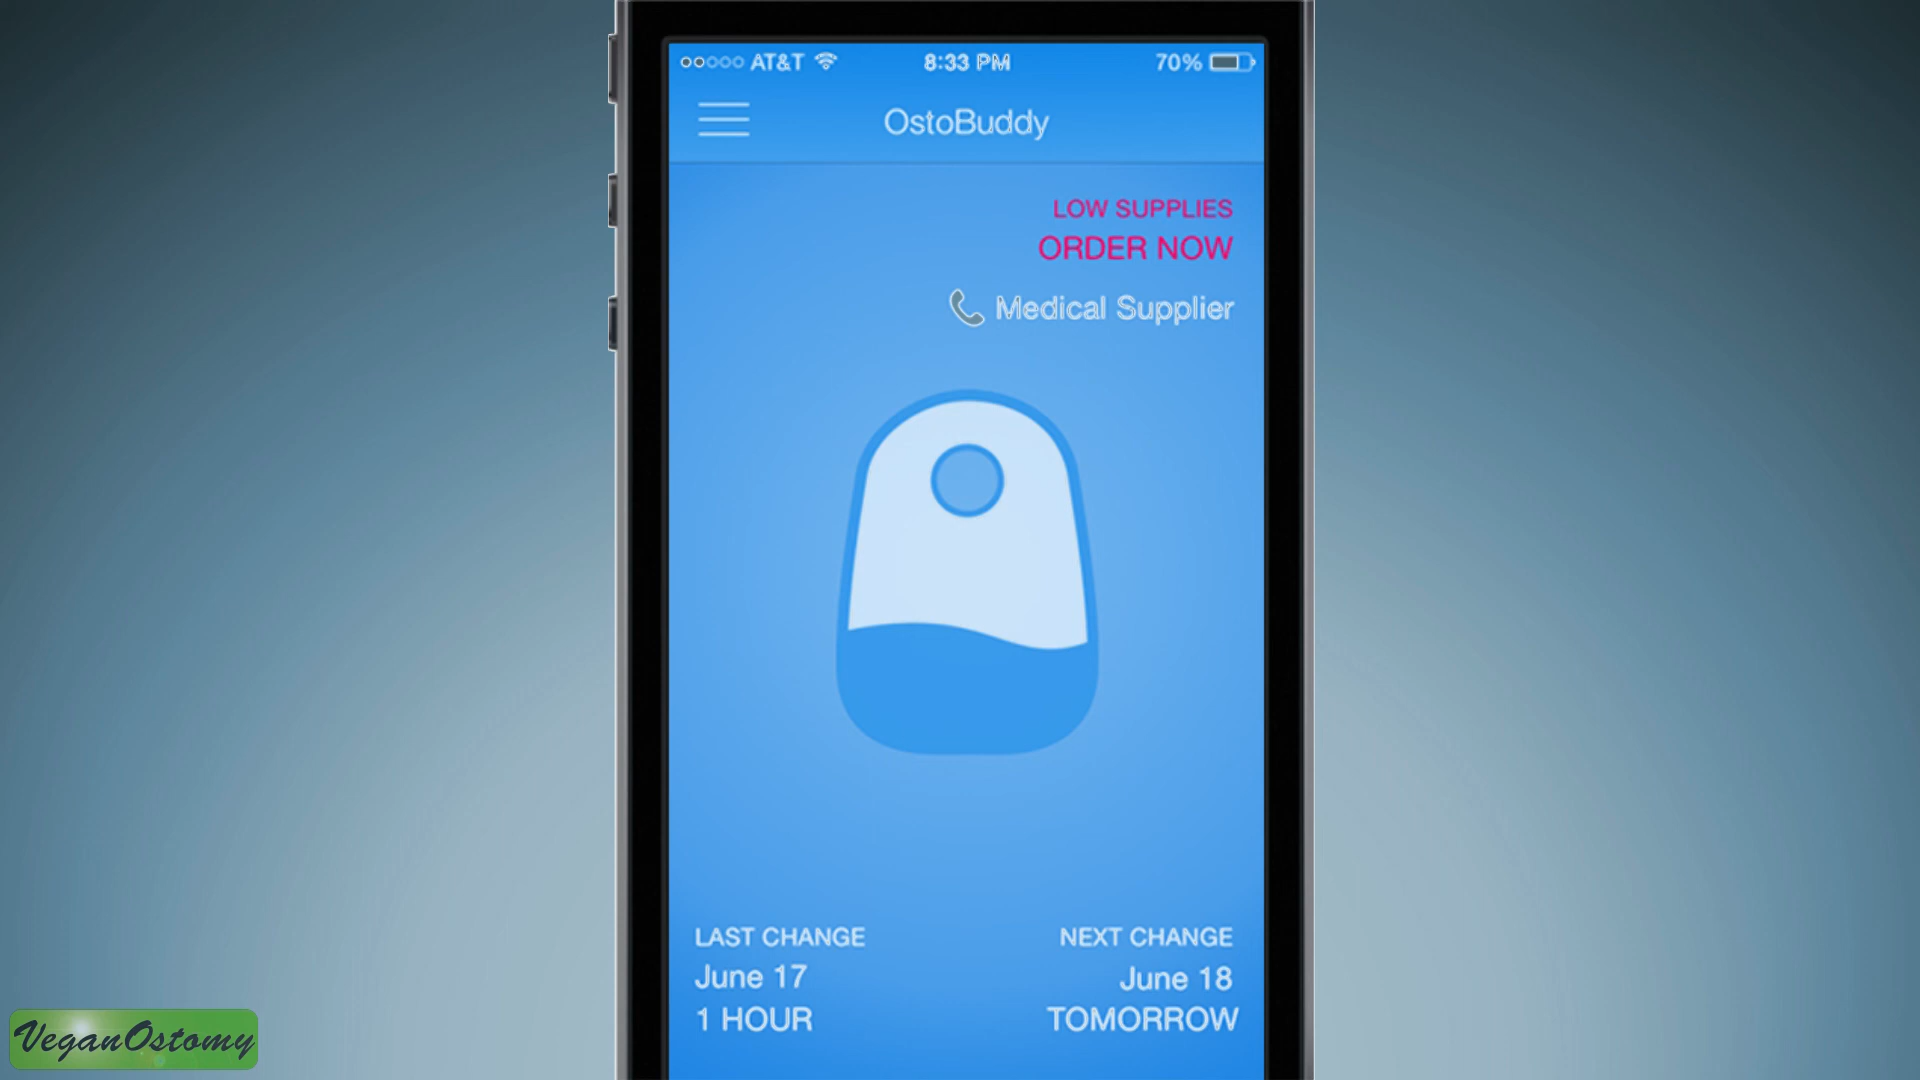 AT&T 8:33 PM 70%
OstoBuddy
LOW SUPPLIES
ORDER NOW
Medical Supplier
LAST CHANGE
June 17
1 HOUR
NEXT CHANGE
June 18
TOMORROW
VeganOstomy